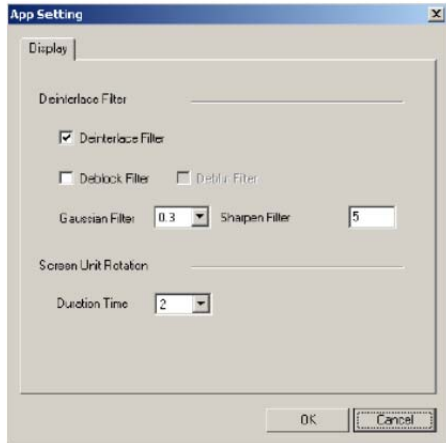 App Setting
Display
Deinterlace Filter
Deinterlace Filter
Deblock Filter Deblur Filter
Gaussian Filter 0.3 Sharpen Filter 5
Screen Unit Rotation
Duration Time 2
OK Cancel